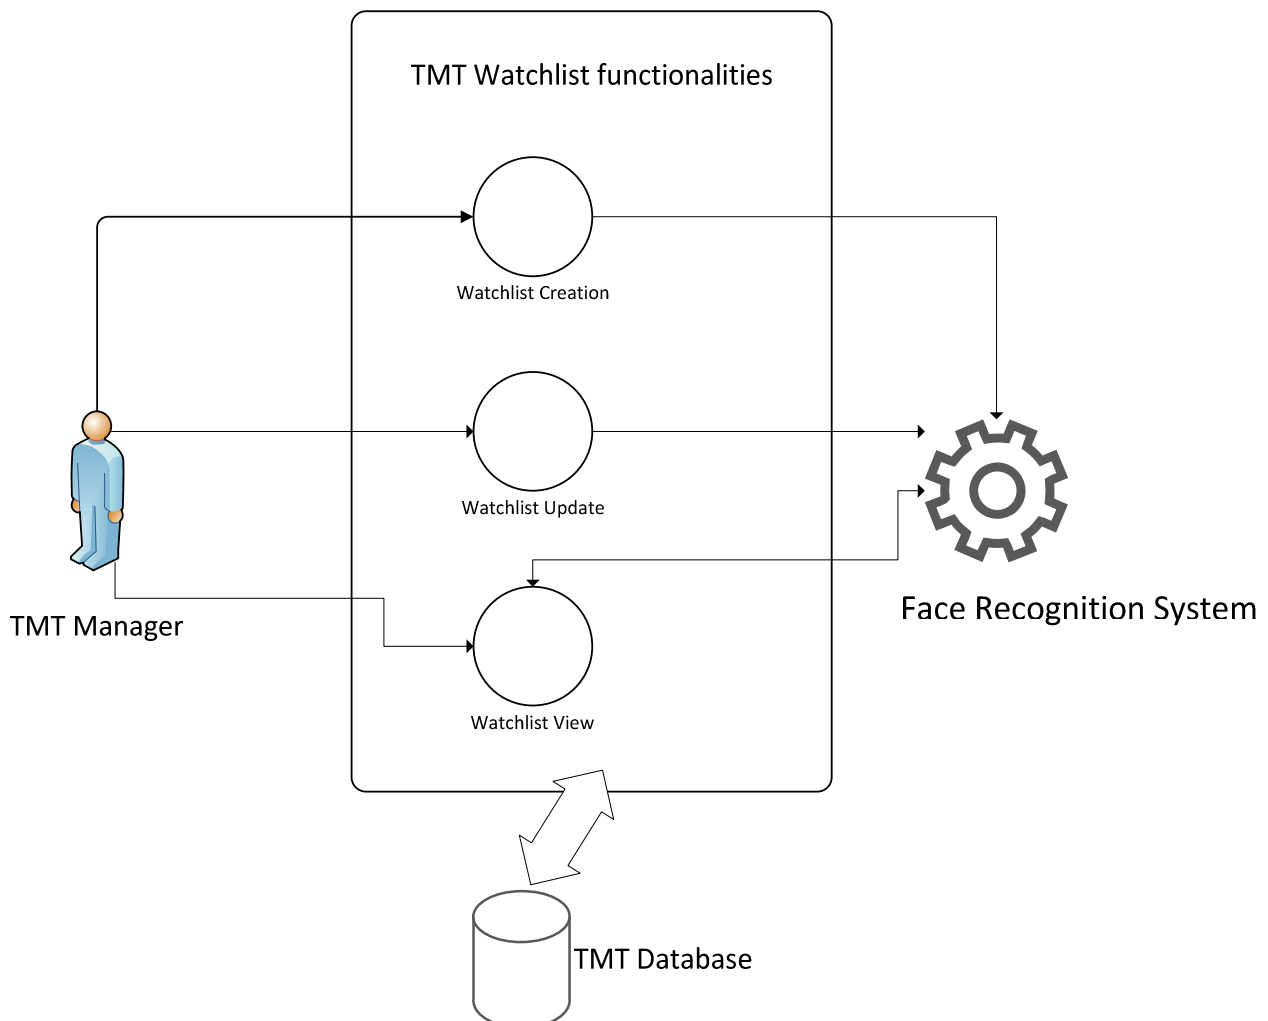 TMT Watchlist functionalities
Watchlist Creation
Watchlist Update
Face Recognition System
TMT Manager
Watchlist View
TMT Database